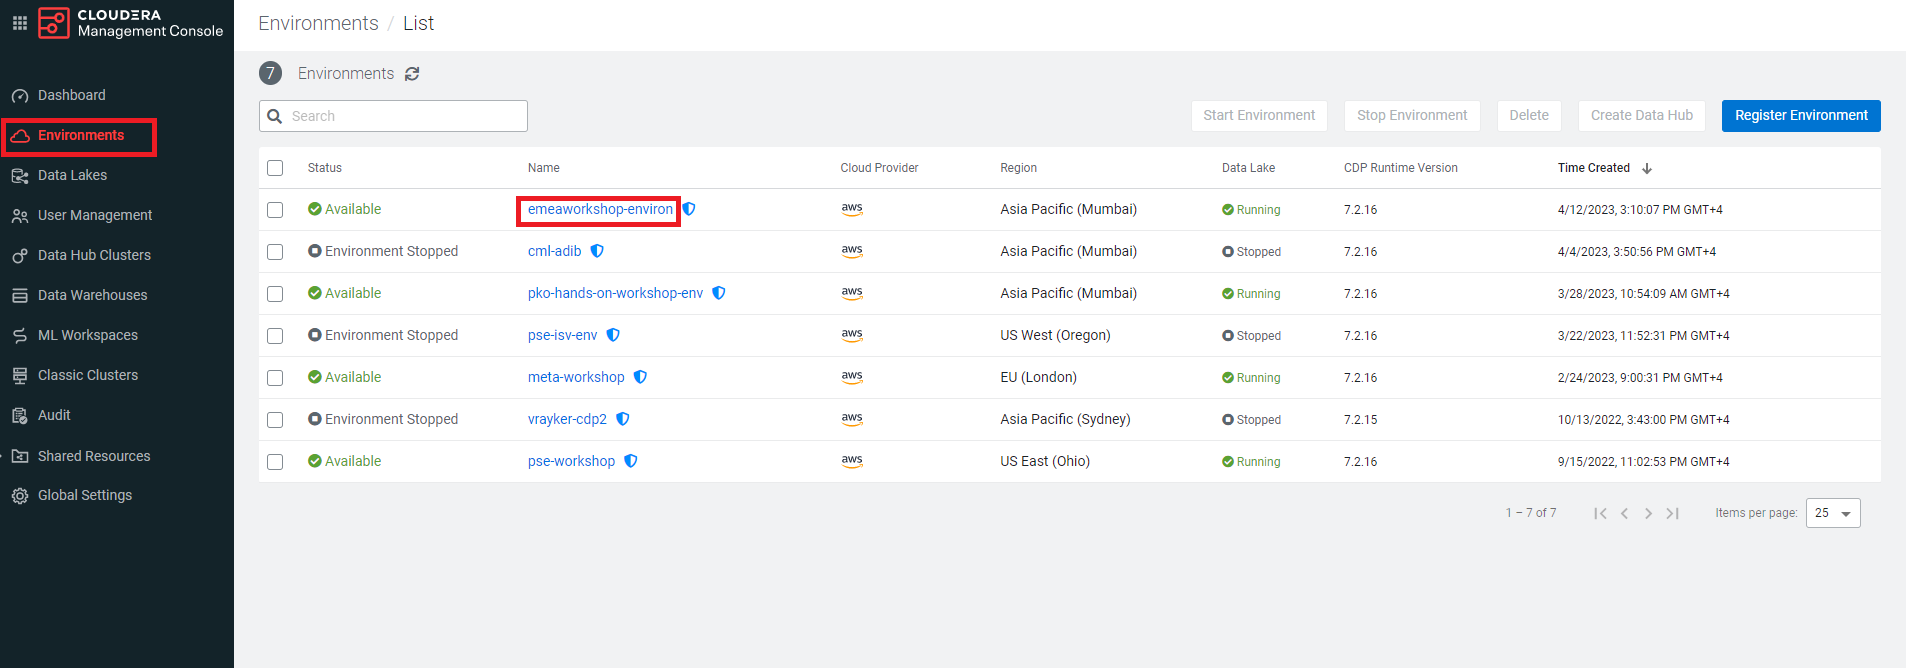 CLOUDERA
Management Console
Dashboard
Environments
Data Lakes
User Management
Data Hub Clusters
Data Warehouses
ML Workspaces
Classic Clusters
Audit
Shared Resources
Global Settings
Environments / List
7 Environments
Search
Start Environment Stop Environment Delete Create Data Hub Register Environment
Status Name Cloud Provider Region Data Lake CDP Runtime Version Time Created
Available emeaworkshop-environ aws Asia Pacific (Mumbai) Running 7.2.16 4/12/2023, 3:10:07 PM GMT+4
Environment Stopped cml-adib aws Asia Pacific (Mumbai) Stopped 7.2.16 4/4/2023, 3:50:56 PM GMT+4
Available pko-hands-on-workshop-env aws Asia Pacific (Mumbai) Running 7.2.16 3/28/2023, 10:54:09 AM GMT+4
Environment Stopped pse-isv-env aws US West (Oregon) Stopped 7.2.16 3/22/2023, 11:52:31 PM GMT+4
Available meta-workshop aws EU (London) Running 7.2.16 2/24/2023, 9:00:31 PM GMT+4
Environment Stopped vrayker-cdp2 aws Asia Pacific (Sydney) Stopped 7.2.15 10/13/2022, 3:43:00 PM GMT+4
Available pse-workshop aws US East (Ohio) Running 7.2.16 9/15/2022, 11:02:53 PM GMT+4
1 – 7 of 7 Items per page: 25